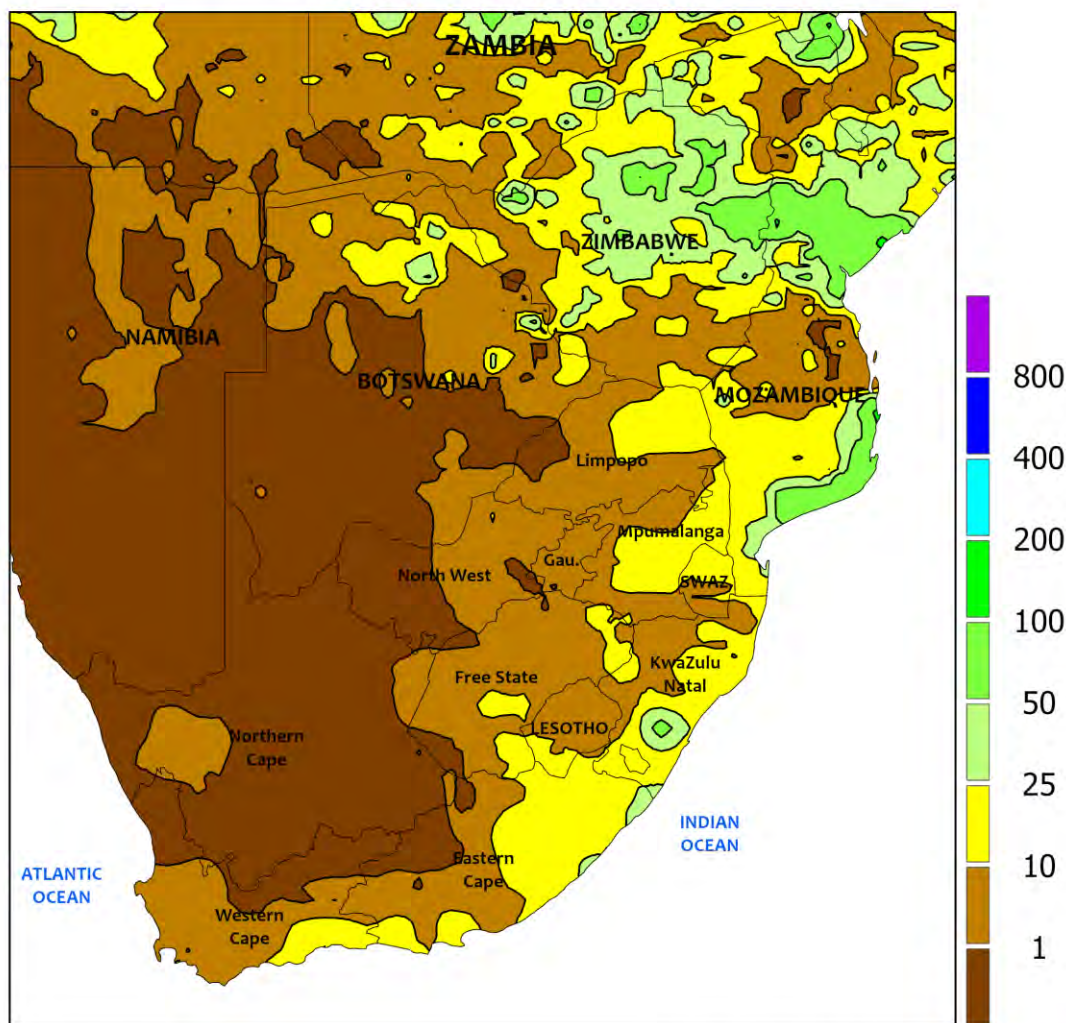 ZAMBIA
ZIMBABWE
NAMIBIA
BOTSWANA
MOZAMBIQUE
Limpopo
Mpumalanga
Gau.
North West
SWAZ.
KwaZulu
Natal
Free State
LESOTHO
Northern
Cape
Eastern
Cape
Western
Cape
INDIAN
OCEAN
ATLANTIC
OCEAN
800
400
200
100
50
25
10
1